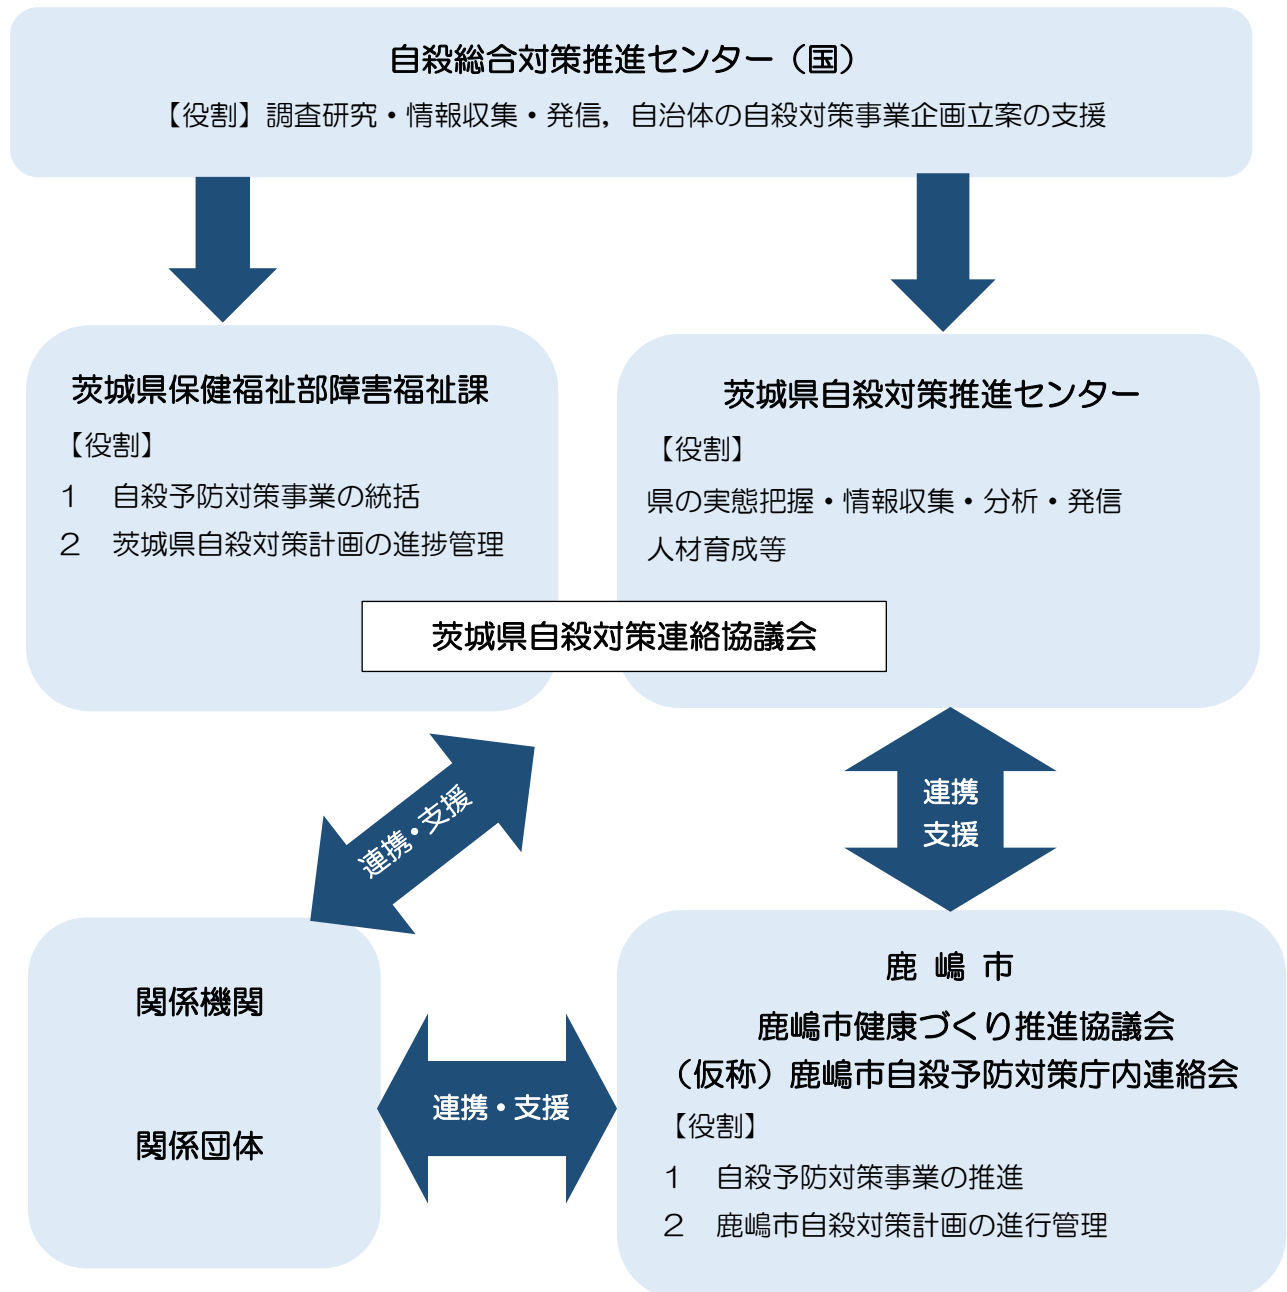 自殺総合対策推進センター（国）
【役割】調査研究・情報収集・発信，自治体の自殺対策事業企画立案の支援
茨城県保健福祉部障害福祉課
【役割】
１　自殺予防対策事業の統括
２　茨城県自殺対策計画の進捗管理
茨城県自殺対策推進センター
【役割】
県の実態把握・情報収集・分析・発信
人材育成等
茨城県自殺対策連絡協議会
連携・支援
連携
支援
関係機関
関係団体
連携・支援
鹿 嶋 市
鹿嶋市健康づくり推進協議会
（仮称）鹿嶋市自殺予防対策庁内連絡会
【役割】
１　自殺予防対策事業の推進
２　鹿嶋市自殺対策計画の進行管理